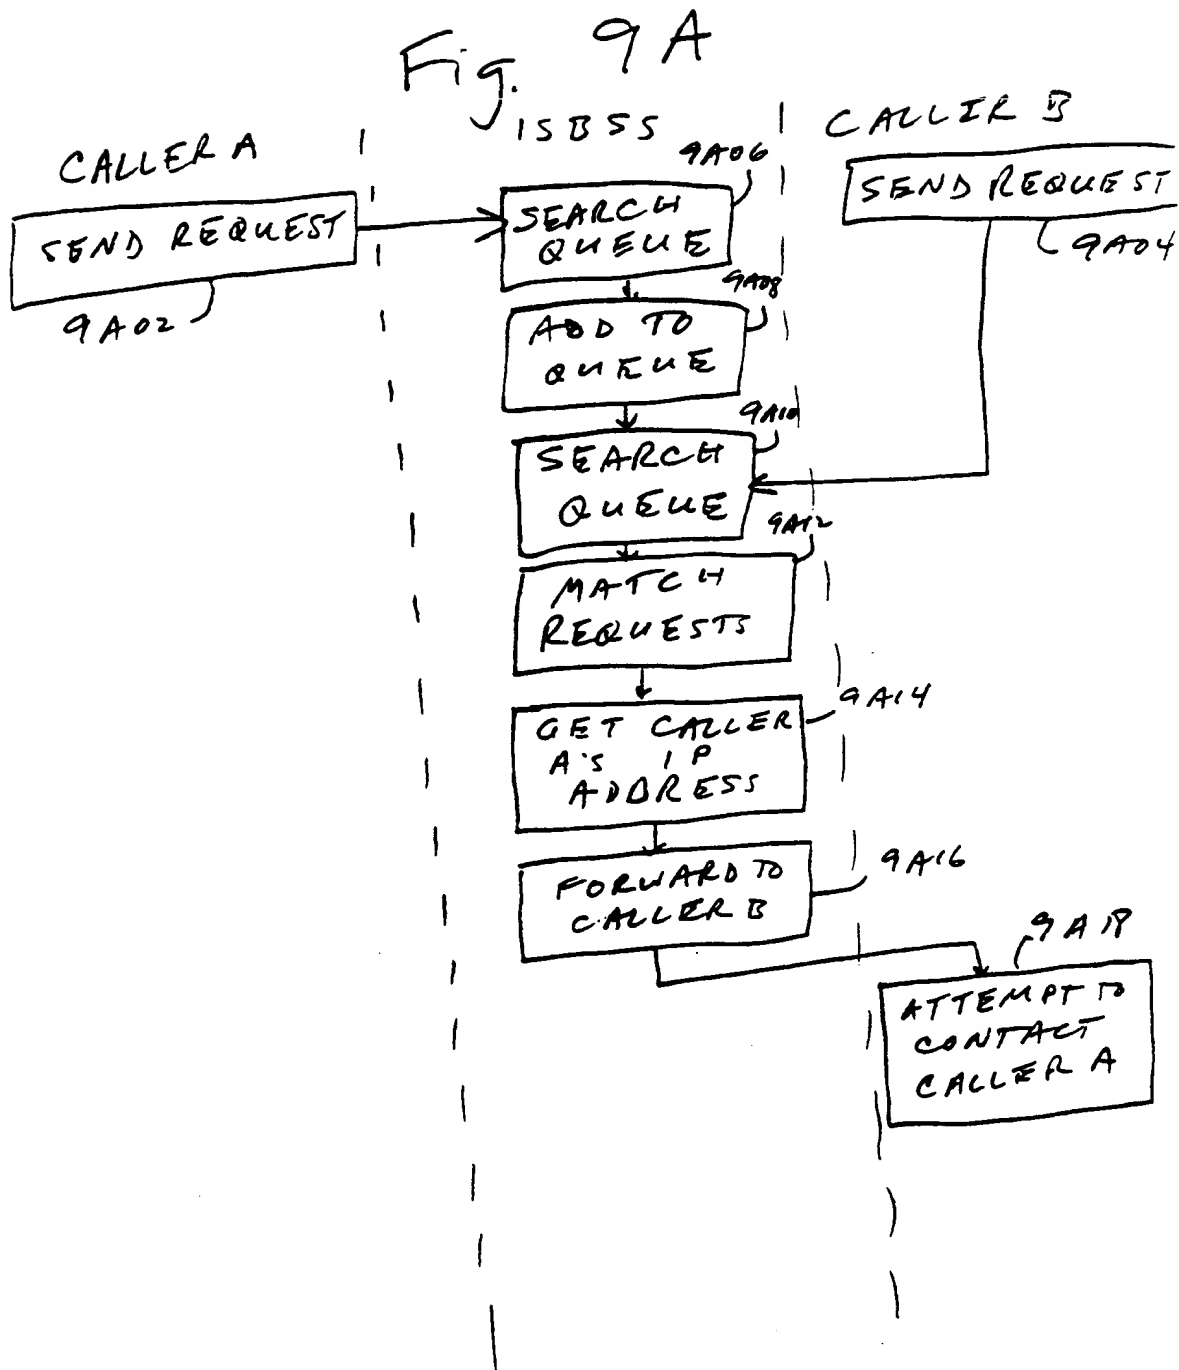 Fig. 9A
ISBSS
CALLER A
CALLER B
SEND REQUEST
9A02
9A06
SEARCH
QUEUE
SEND REQUEST
9A04
9A08
ADD TO
QUEUE
9A10
SEARCH
QUEUE
9A12
MATCH
REQUESTS
9A14
GET CALLER
A'S IP
ADDRESS
9A16
FORWARD TO
CALLER B
9A18
ATTEMPT TO
CONTACT
CALLER A